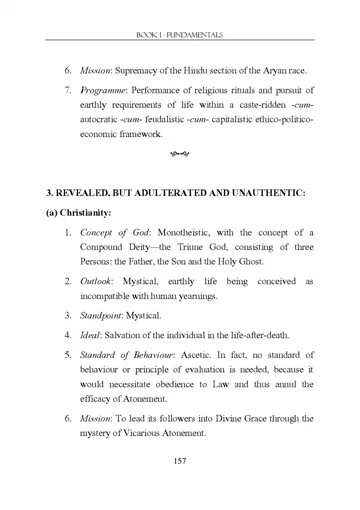 BOOK I - FUNDAMENTALS
6. Mission: Supremacy of the Hindu section of the Aryan race.
7. Programme: Performance of religious rituals and pursuit of
earthly requirements of life within a caste-ridden -cum-
autocratic -cum- feudalistic -cum- capitalistic ethico-politico-
economic framework.
3. REVEALED, BUT ADULTERATED AND UNAUTHENTIC:
(a) Christianity:
1. Concept of God: Monotheistic, with the concept of a
Compound Deity—the Triune God, consisting of three
Persons: the Father, the Son and the Holy Ghost.
2. Outlook: Mystical, earthly life being conceived as
incompatible with human yearnings.
3. Standpoint: Mystical.
4. Ideal: Salvation of the individual in the life-after-death.
5. Standard of Behaviour: Ascetic. In fact, no standard of
behaviour or principle of evaluation is needed, because it
would necessitate obedience to Law and thus annul the
efficacy of Atonement.
6. Mission: To lead its followers into Divine Grace through the
mystery of Vicarious Atonement.
157